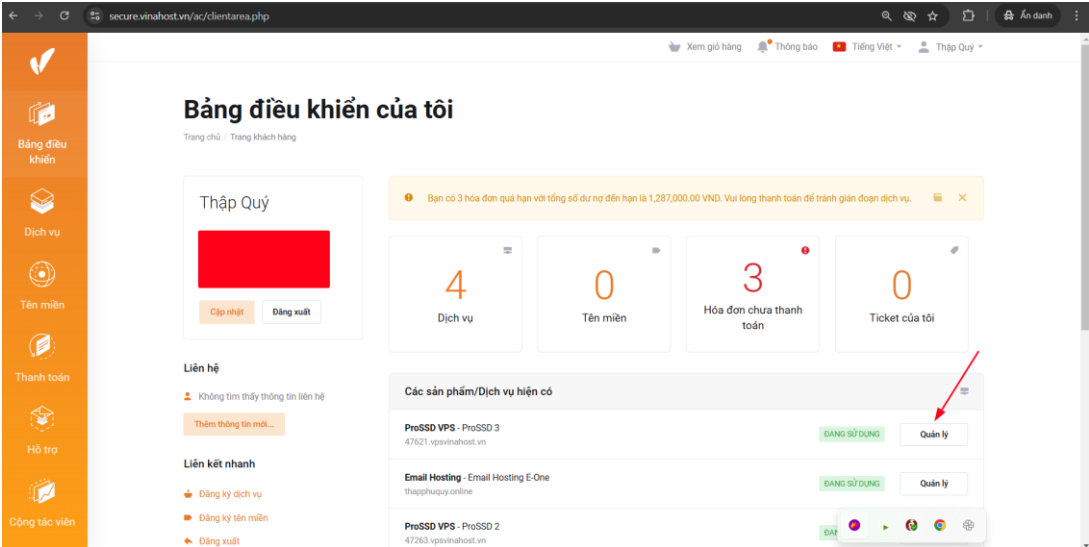 secure.vinahost.vn/ac/clientarea.php
Ẩn danh
Xem giỏ hàng
Thông báo
Tiếng Việt
Thập Quý
Bảng điều khiển
Dịch vụ
Tên miền
Thanh toán
Hỗ trợ
Cộng tác viên
Bảng điều khiển của tôi
Trang chủ / Trang khách hàng
Thập Quý
Cập nhật
Đăng xuất
Liên hệ
Không tìm thấy thông tin liên hệ
Thêm thông tin mới...
Liên kết nhanh
Đăng ký dịch vụ
Đăng ký tên miền
Đăng xuất
Bạn có 3 hóa đơn quá hạn với tổng số dư nợ đến hạn là 1,287,000.00 VND. Vui lòng thanh toán để tránh gián đoạn dịch vụ.
4
Dịch vụ
0
Tên miền
3
Hóa đơn chưa thanh
toán
0
Ticket của tôi
Các sản phẩm/Dịch vụ hiện có
ProSSD VPS - ProSSD 3
47621.vpsvinahost.vn
ĐANG SỬ DỤNG
Quản lý
Email Hosting - Email Hosting E-One
thapphuquy.online
ĐANG SỬ DỤNG
Quản lý
ProSSD VPS - ProSSD 2
47263.vpsvinahost.vn